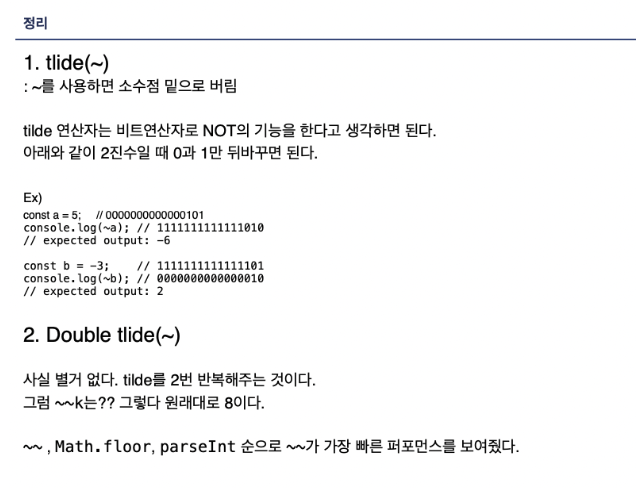 정리
1. tlide(~)
: ~를 사용하면 소수점 밑으로 버림
tilde 연산자는 비트연산자로 NOT의 기능을 한다고 생각하면 된다.
아래와 같이 2진수일 때 0과 1만 뒤바꾸면 된다.
Ex)
const a = 5; // 0000000000000101
console.log(~a); // 1111111111111010
// expected output: -6
const b = -3; // 1111111111111101
console.log(~b); // 0000000000000010
// expected output: 2
2. Double tlide(~)
사실 별거 없다. tilde를 2번 반복해주는 것이다.
그럼 ~~k는?? 그렇다 원래대로 8이다.
~~ , Math.floor, parseInt 순으로 ~~가 가장 빠른 퍼포먼스를 보여줬다.